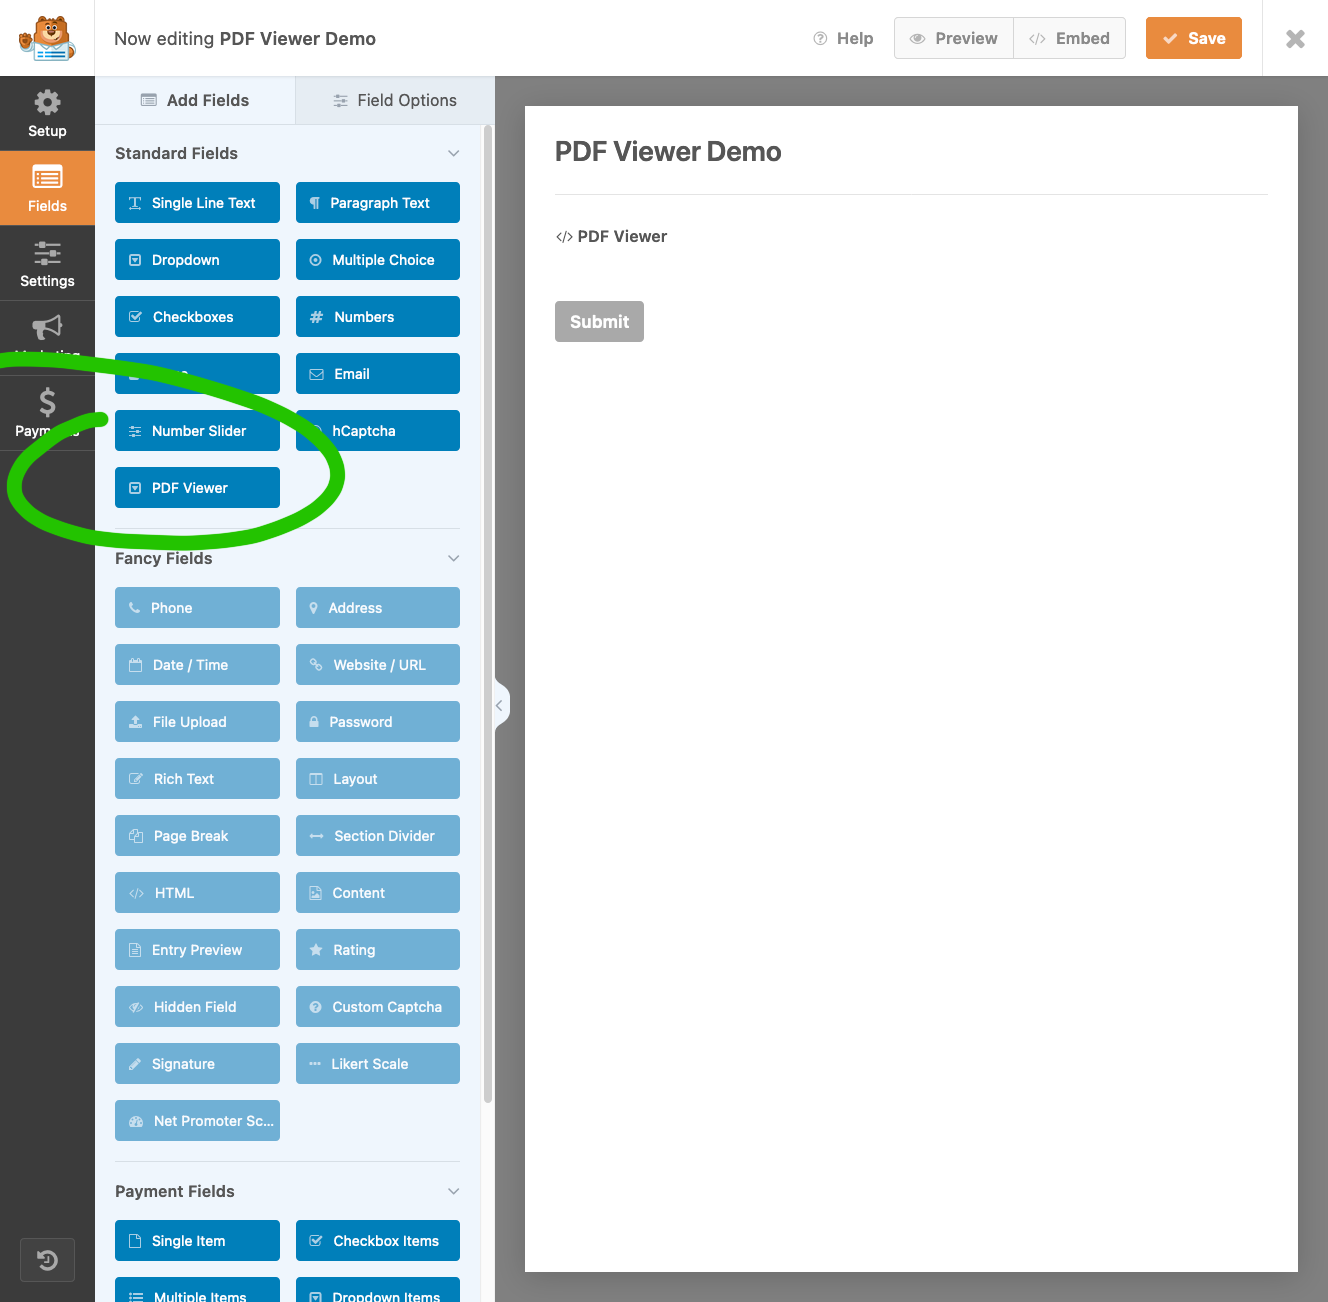 Now editing PDF Viewer Demo
Help
Preview
Embed
Save
Setup
Fields
Settings
Add Fields
Field Options
Standard Fields
Single Line Text
Paragraph Text
Dropdown
Multiple Choice
Checkboxes
Numbers
Email
Number Slider
hCaptcha
PDF Viewer
Fancy Fields
Phone
Address
Date / Time
Website / URL
File Upload
Password
Rich Text
Layout
Page Break
Section Divider
HTML
Content
Entry Preview
Rating
Hidden Field
Custom Captcha
Signature
Likert Scale
Net Promoter Sc...
Payment Fields
Single Item
Checkbox Items
Multiple Items
Dropdown Items
PDF Viewer Demo
</> PDF Viewer
Submit